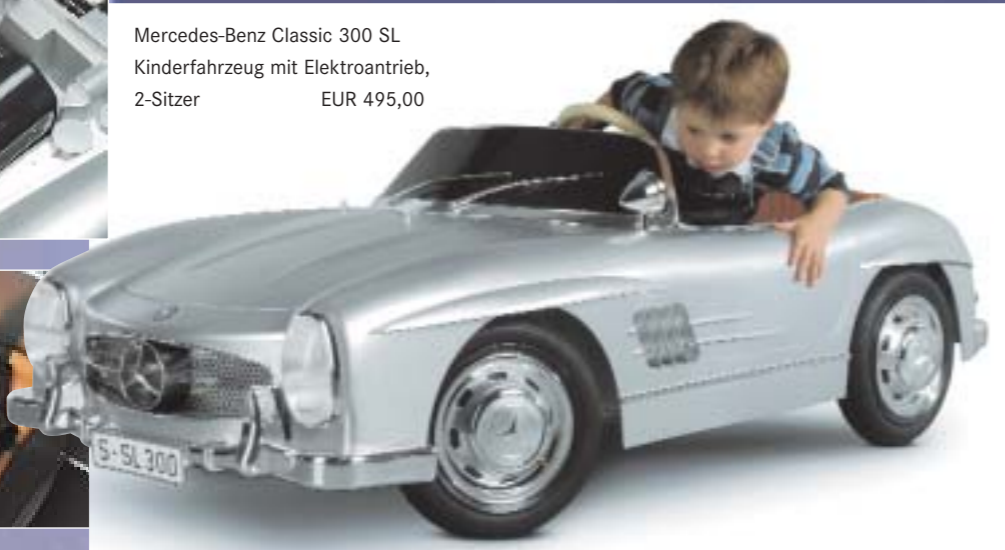 Mercedes-Benz Classic 300 SL
Kinderfahrzeug mit Elektroantrieb,
2-Sitzer EUR 495,00
S-SL 300